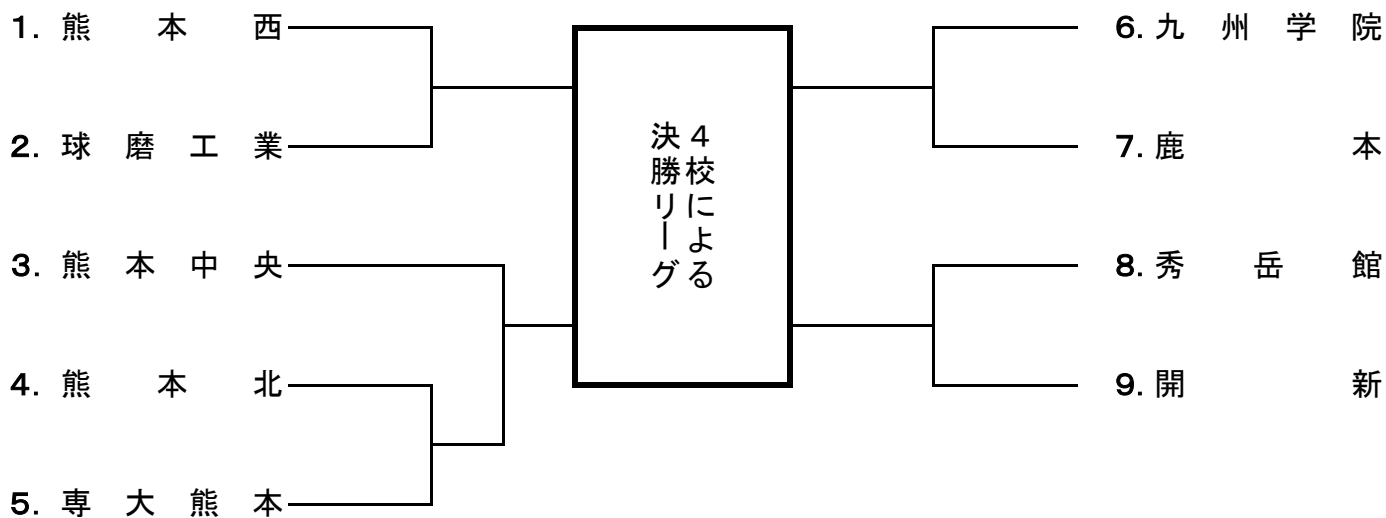 1. 熊本西
2. 球磨工業
3. 熊本中央
4. 熊本北
5. 専大熊本
4校による
決勝リーグ
6. 九州学院
7. 鹿本
8. 秀岳館
9. 開新